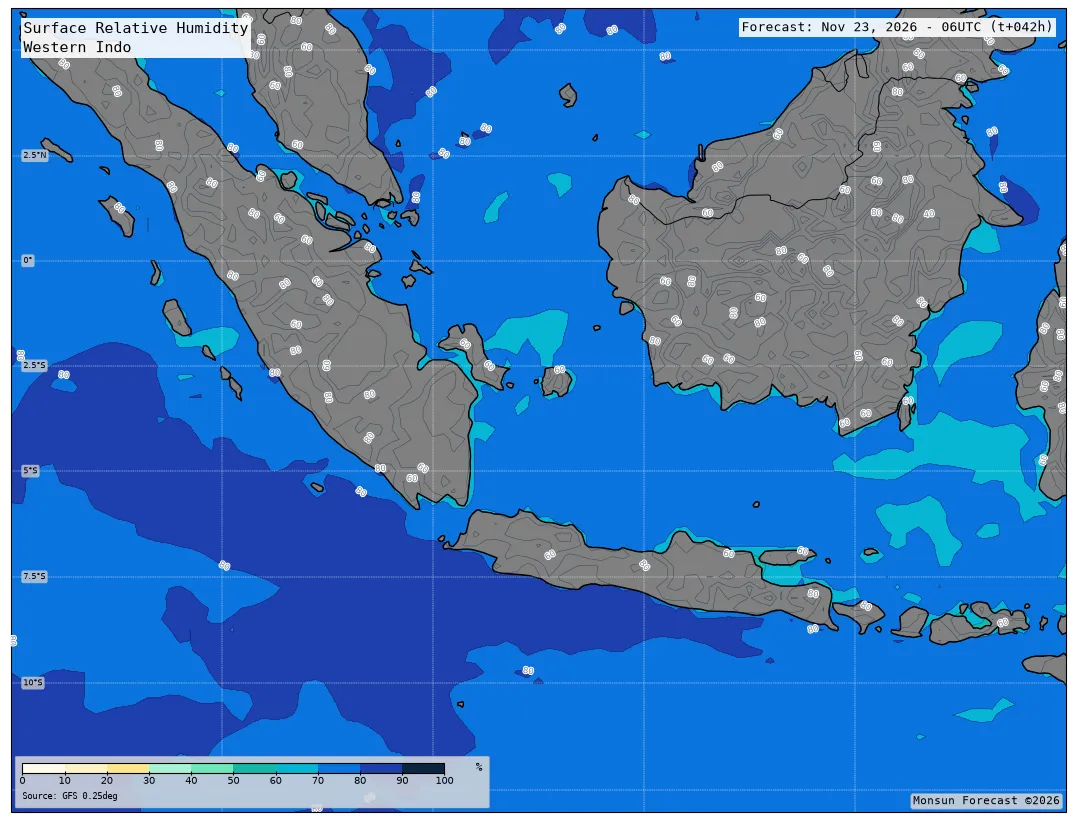 Surface Relative Humidity
Western Indo
Forecast: Nov 23, 2026 - 06UTC (t+042h)
2.5°N
0°
2.5°S
5°S
7.5°S
10°S
%
0 10 20 30 40 50 60 70 80 90 100
Source: GFS 0.25deg
Monsun Forecast ©2026